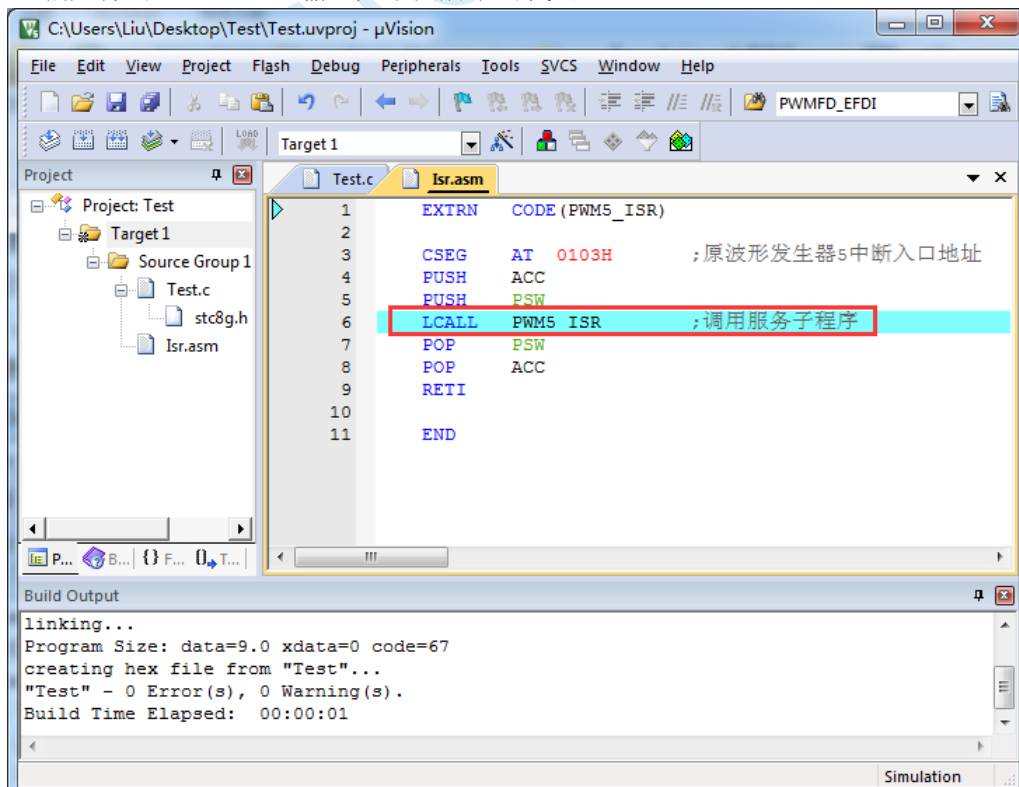 C:\Users\Liu\Desktop\Test\Test.uvproj - µVision
File Edit View Project Flash Debug Peripherals Tools SVCS Window Help
PWMFD_EFDI
LOAD Target 1
Project
Test.c Isr.asm
Project: Test
Target 1
Source Group 1
Test.c
stc8g.h
Isr.asm
1 EXTRN CODE(PWM5_ISR)
2
3 CSEG AT 0103H ;原波形发生器5中断入口地址
4 PUSH ACC
5 PUSH PSW
6 LCALL PWM5_ISR ;调用服务子程序
7 POP PSW
8 POP ACC
9 RETI
10
11 END
P... B... {} F... 0 T...
Build Output
linking...
Program Size: data=9.0 xdata=0 code=67
creating hex file from "Test"...
"Test" - 0 Error(s), 0 Warning(s).
Build Time Elapsed: 00:00:01
Simulation